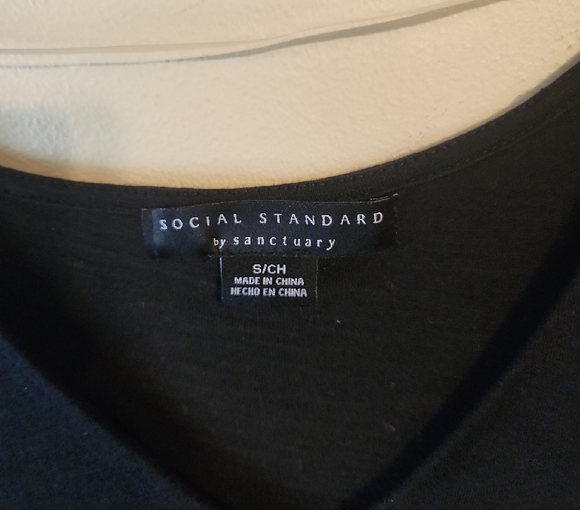 SOCIAL STANDARD
by sanctuary
S/CH
MADE IN CHINA
HECHO EN CHINA